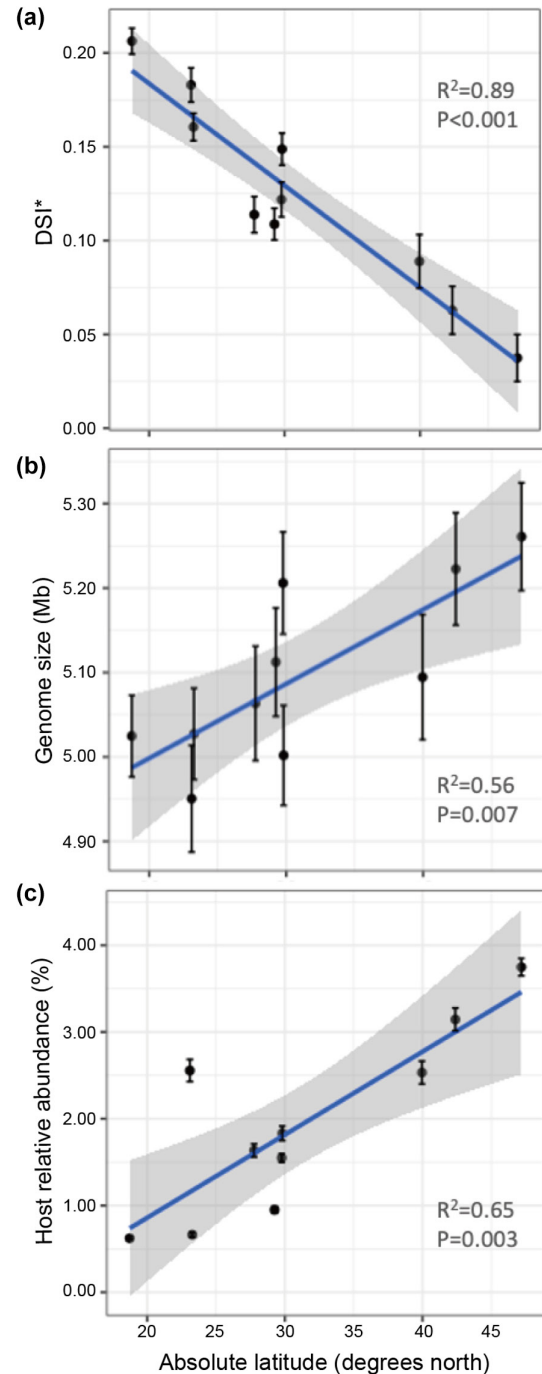 (a)
0.20
0.15
0.10
0.05
0.00
DSI*
R²=0.89
P<0.001
(b)
5.30
5.20
5.10
5.00
4.90
Genome size (Mb)
R²=0.56
P=0.007
(c)
4.00
3.00
2.00
1.00
0.00
Host relative abundance (%)
R²=0.65
P=0.003
20 25 30 35 40 45
Absolute latitude (degrees north)